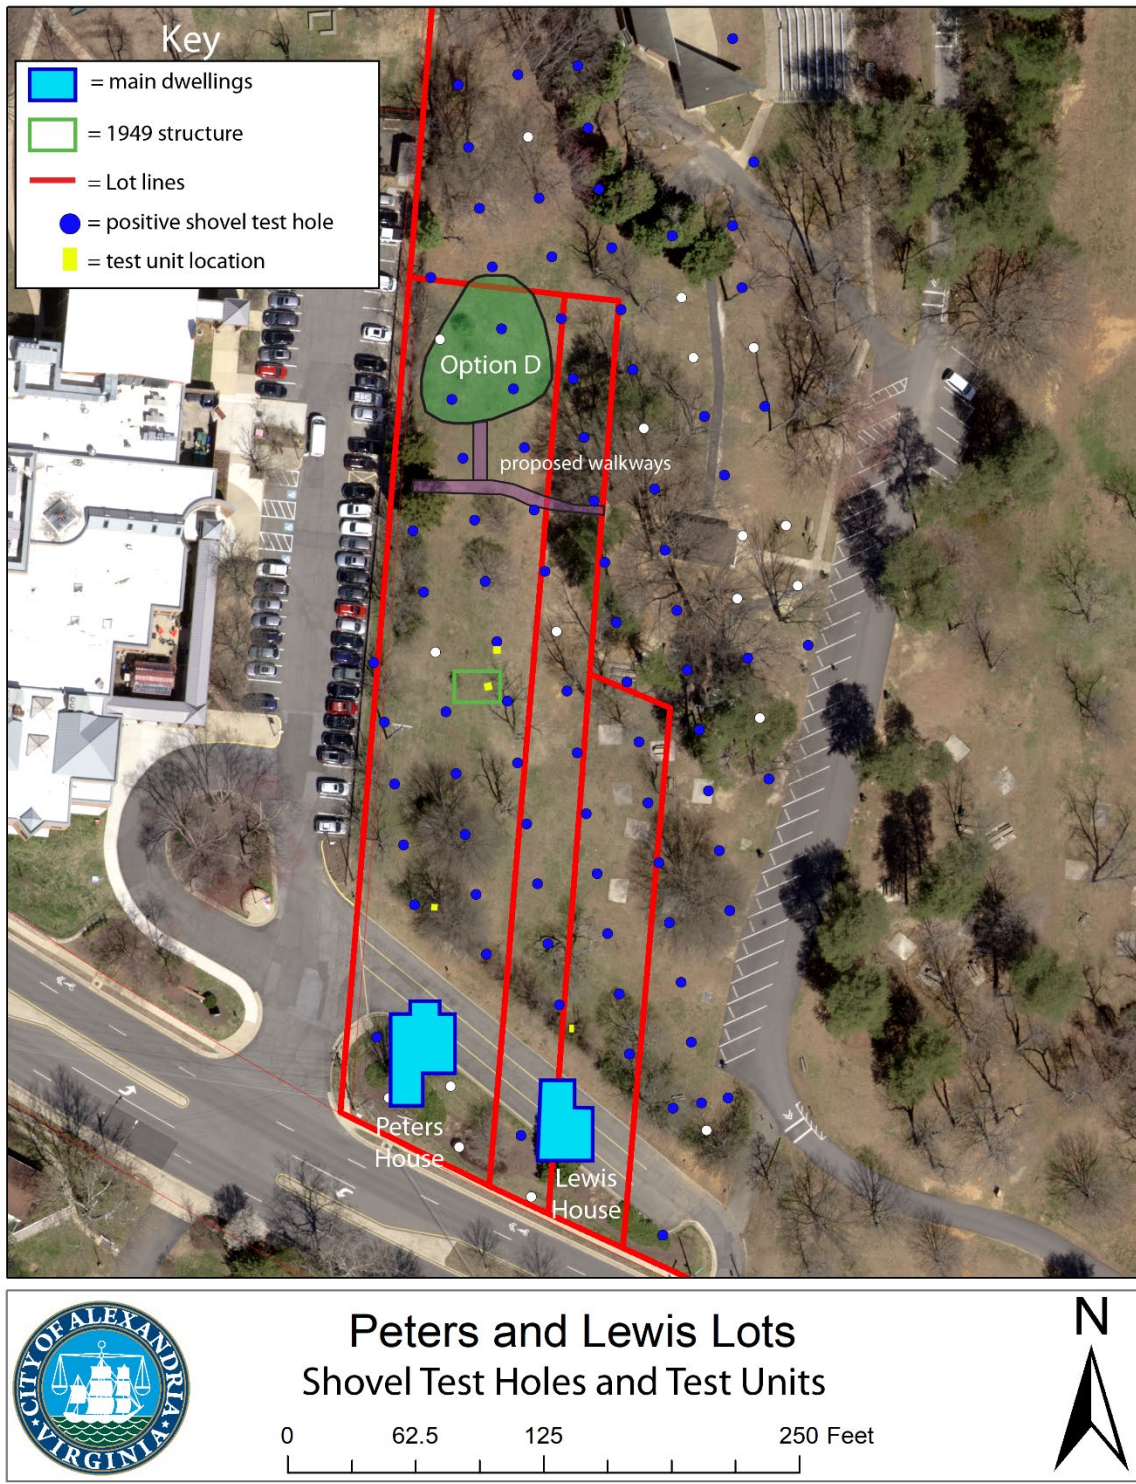 Key
= main dwellings
= 1949 structure
= Lot lines
= positive shovel test hole
= test unit location
Option D
proposed walkways
Peters
House
Lewis
House
CITY OF ALEXANDRIA
VIRGINIA
Peters and Lewis Lots
Shovel Test Holes and Test Units
0 62.5 125 250 Feet
N